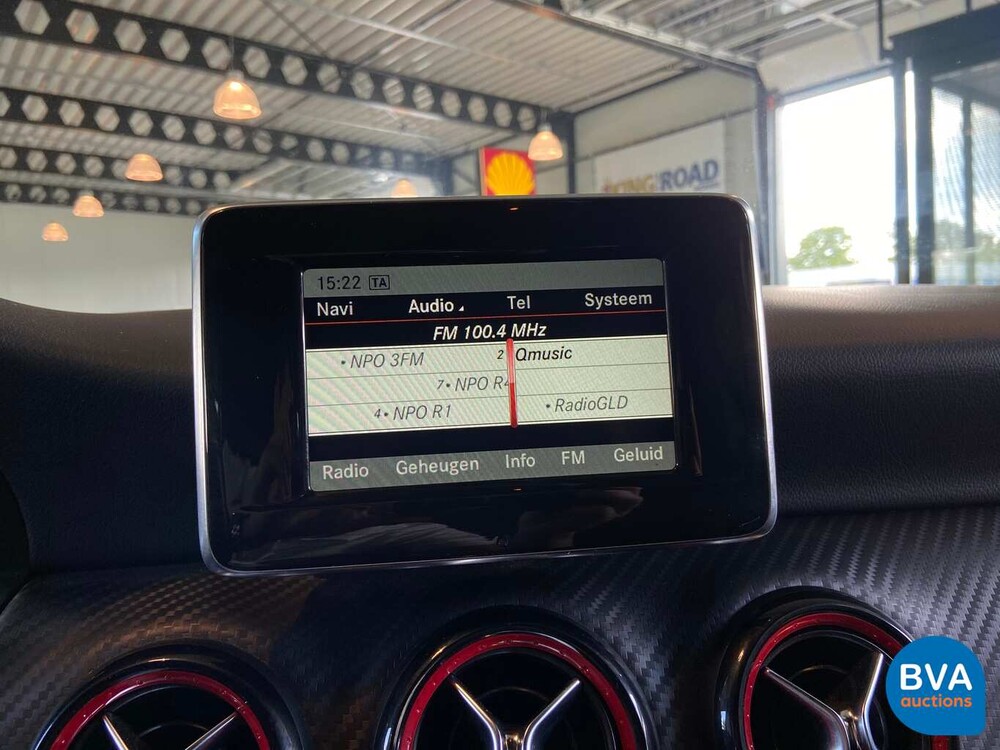 ROAD
15:22 TA
Navi Audio Tel Systeem
FM 100.4 MHz
• NPO 3FM 2 Qmusic
7• NPO R4
4• NPO R1 • RadioGLD
Radio Geheugen Info FM Geluid
BVA
auctions